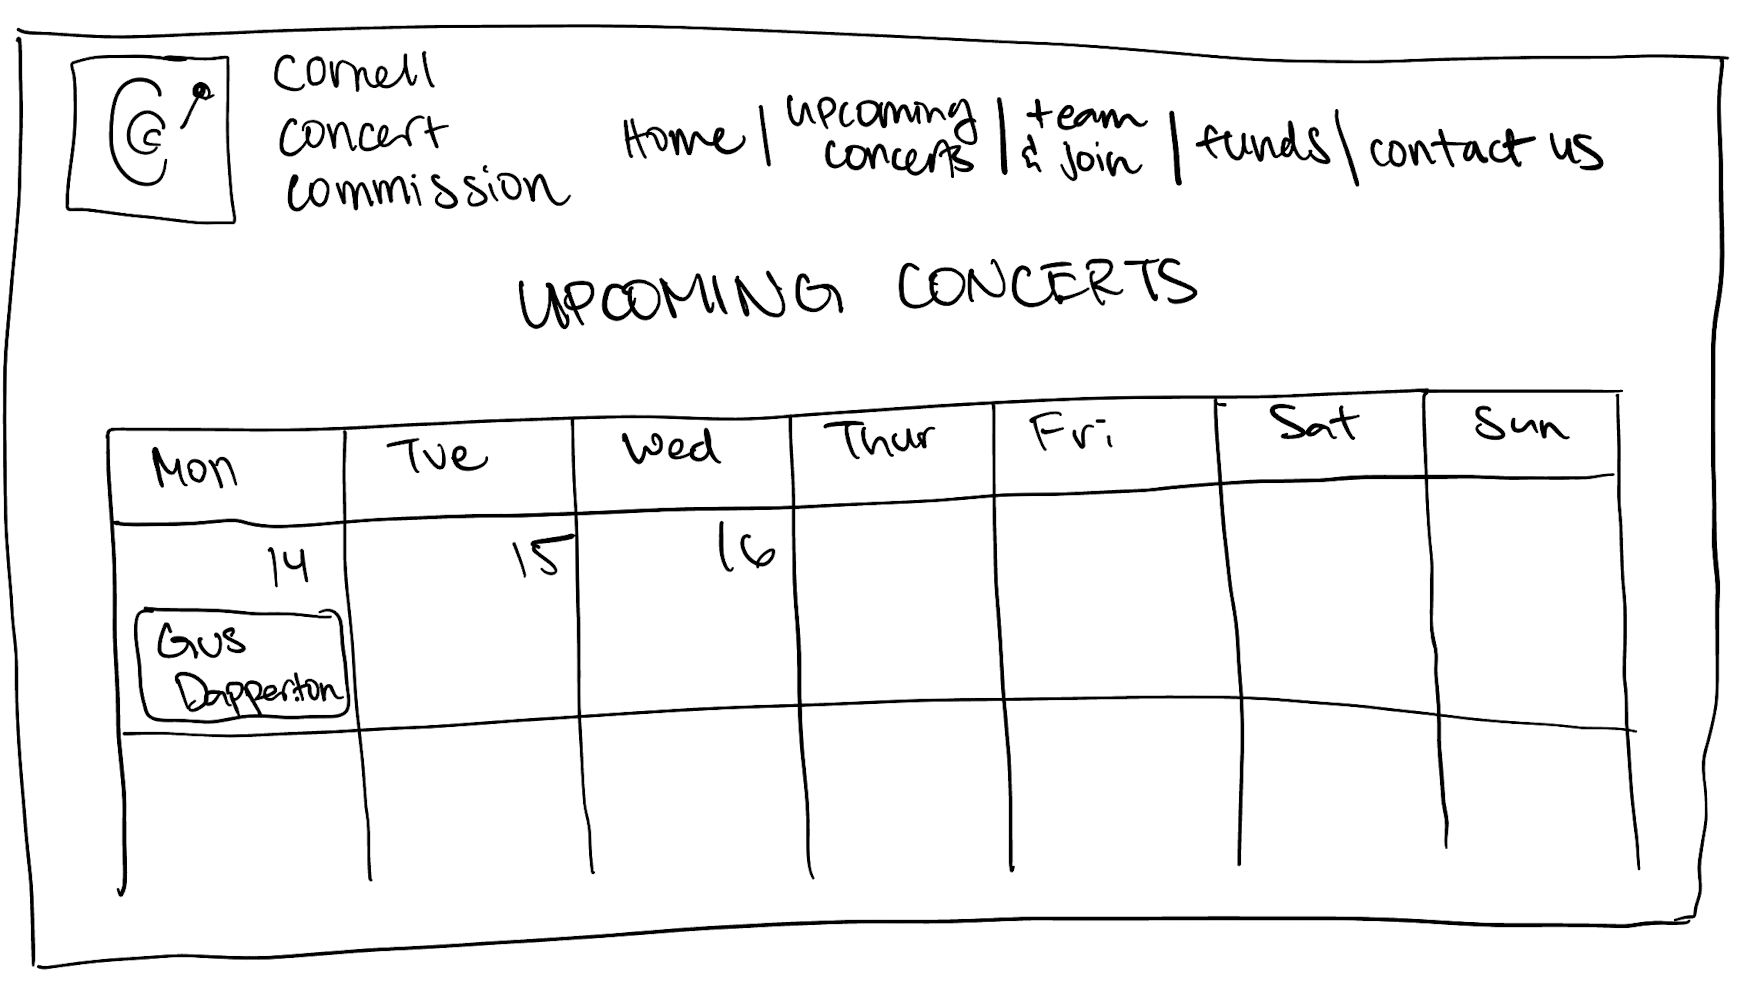 CCC
Cornell
concert
commission
Home | upcoming concerts | team & join | funds | contact us
UPCOMING CONCERTS
Mon Tue Wed Thur Fri Sat Sun
14 15 16
Gus
Dapperton